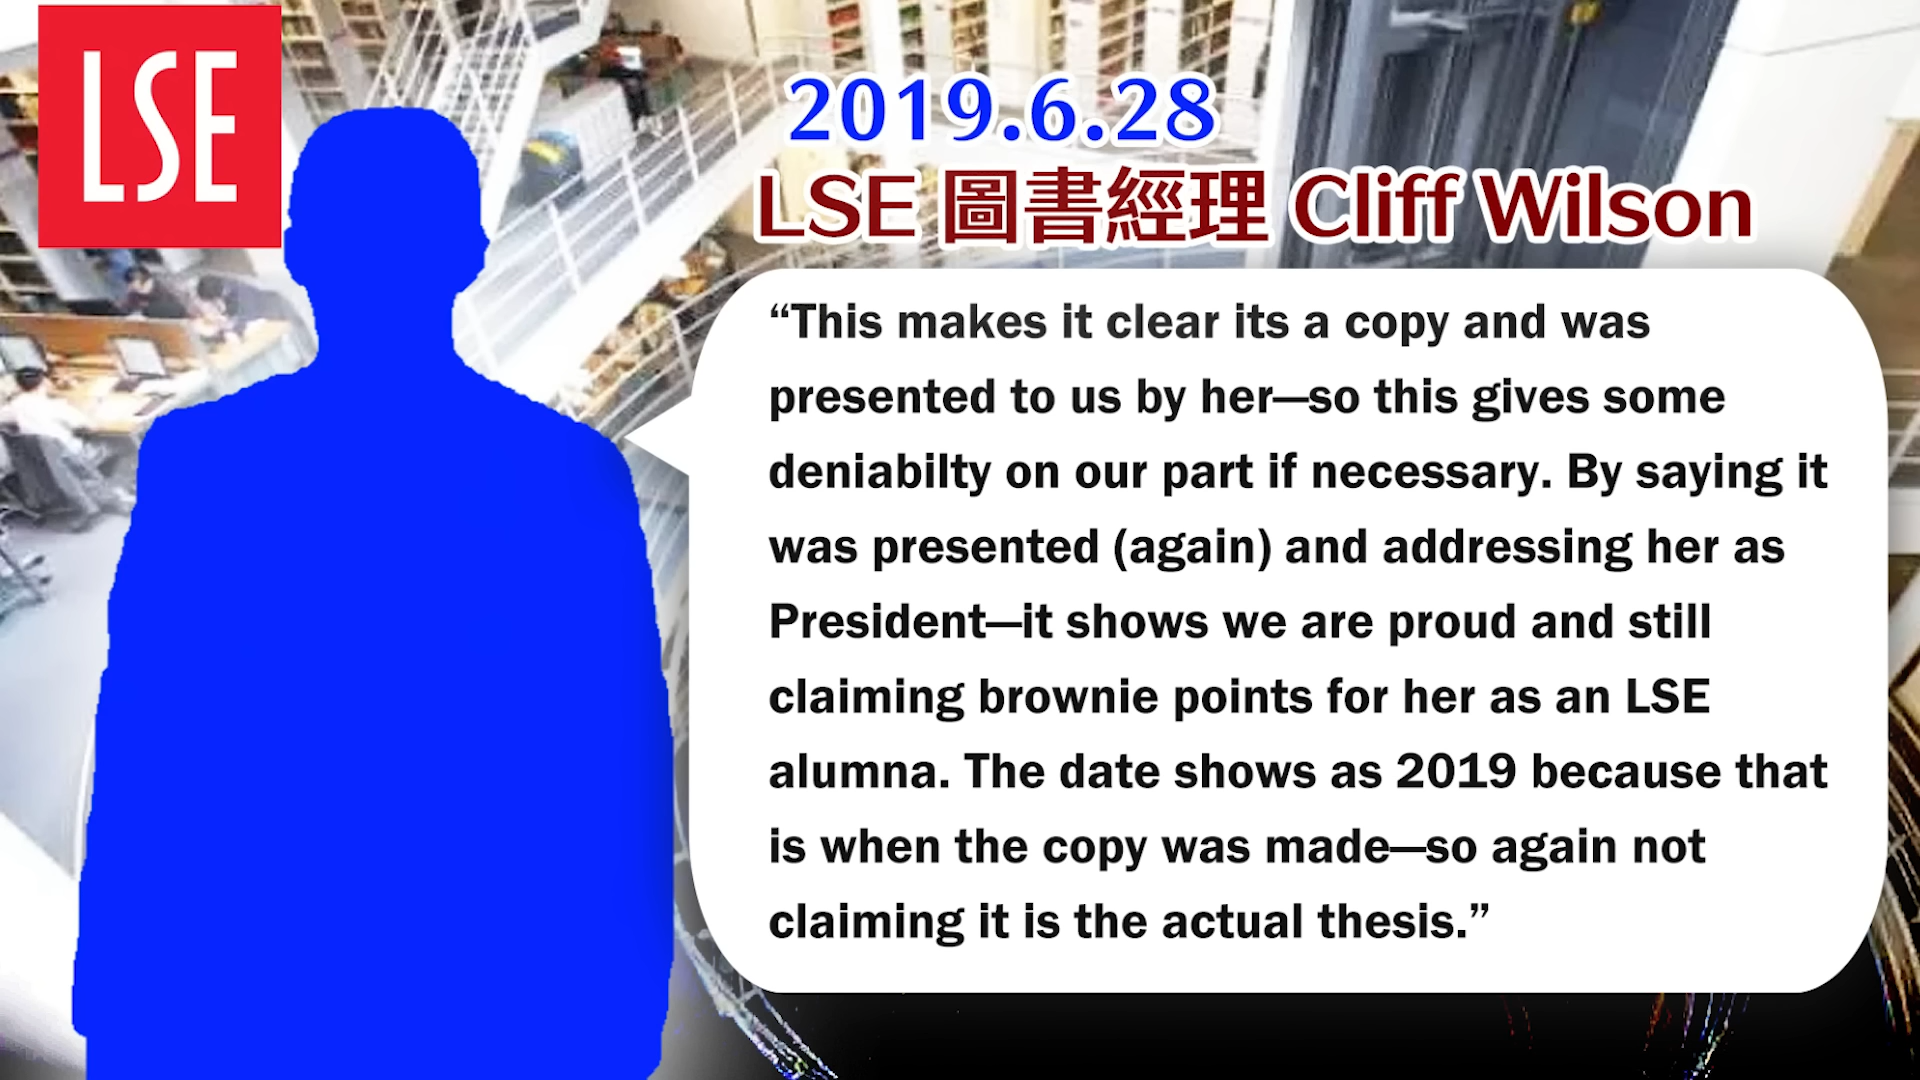 LSE
2019.6.28
LSE 圖書經理 Cliff Wilson
“This makes it clear its a copy and was
presented to us by her—so this gives some
deniabilty on our part if necessary. By saying it
was presented (again) and addressing her as
President—it shows we are proud and still
claiming brownie points for her as an LSE
alumna. The date shows as 2019 because that
is when the copy was made—so again not
claiming it is the actual thesis.”